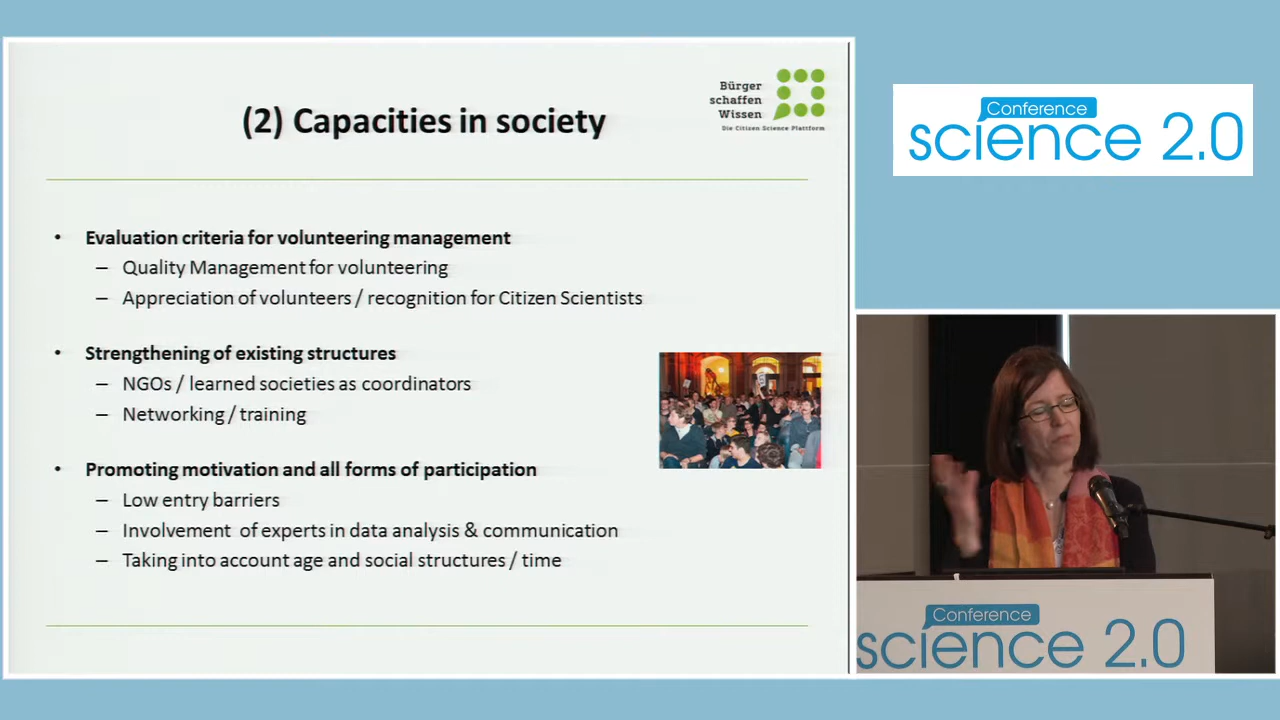 (2) Capacities in society
Bürger
schaffen
Wissen
Die Citizen Science Plattform
• Evaluation criteria for volunteering management
– Quality Management for volunteering
– Appreciation of volunteers / recognition for Citizen Scientists
• Strengthening of existing structures
– NGOs / learned societies as coordinators
– Networking / training
• Promoting motivation and all forms of participation
– Low entry barriers
– Involvement of experts in data analysis & communication
– Taking into account age and social structures / time
Conference
science 2.0
Conference
science 2.0